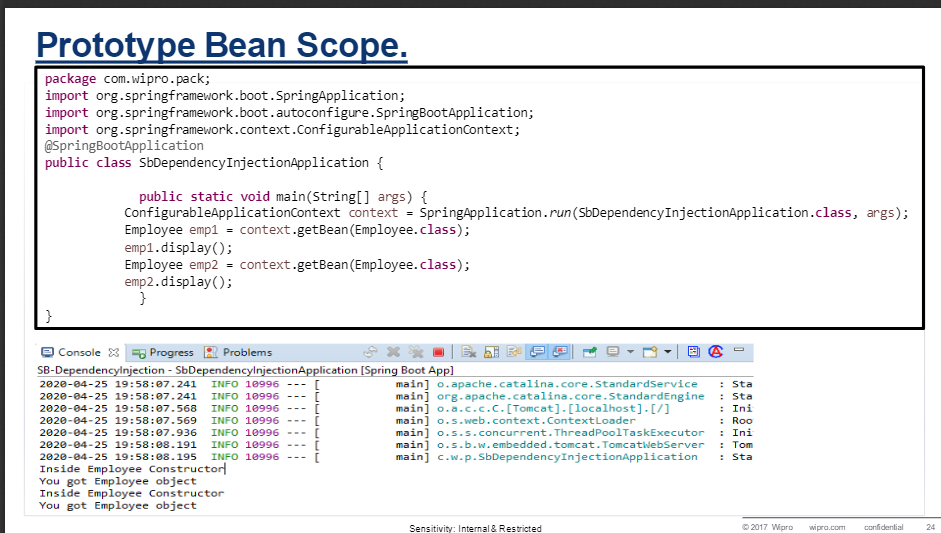 Prototype Bean Scope.
package com.wipro.pack;
import org.springframework.boot.SpringApplication;
import org.springframework.boot.autoconfigure.SpringBootApplication;
import org.springframework.context.ConfigurableApplicationContext;
@SpringBootApplication
public class SbDependencyInjectionApplication {
public static void main(String[] args) {
ConfigurableApplicationContext context = SpringApplication.run(SbDependencyInjectionApplication.class, args);
Employee emp1 = context.getBean(Employee.class);
emp1.display();
Employee emp2 = context.getBean(Employee.class);
emp2.display();
}
}
Console Progress Problems
SB-DependencyInjection - SbDependencyInjectionApplication [Spring Boot App]
2020-04-25 19:58:07.241 INFO 10996 --- [ main] o.apache.catalina.core.StandardService : Sta
2020-04-25 19:58:07.241 INFO 10996 --- [ main] org.apache.catalina.core.StandardEngine : Sta
2020-04-25 19:58:07.568 INFO 10996 --- [ main] o.a.c.c.C.[Tomcat].[localhost].[/] : Ini
2020-04-25 19:58:07.569 INFO 10996 --- [ main] o.s.web.context.ContextLoader : Roo
2020-04-25 19:58:07.936 INFO 10996 --- [ main] o.s.s.concurrent.ThreadPoolTaskExecutor : Ini
2020-04-25 19:58:08.191 INFO 10996 --- [ main] o.s.b.w.embedded.tomcat.TomcatWebServer : Tom
2020-04-25 19:58:08.195 INFO 10996 --- [ main] c.w.p.SbDependencyInjectionApplication : Sta
Inside Employee Constructor
You got Employee object
Inside Employee Constructor
You got Employee object
Sensitivity: Internal & Restricted
© 2017 Wipro wipro.com confidential 24